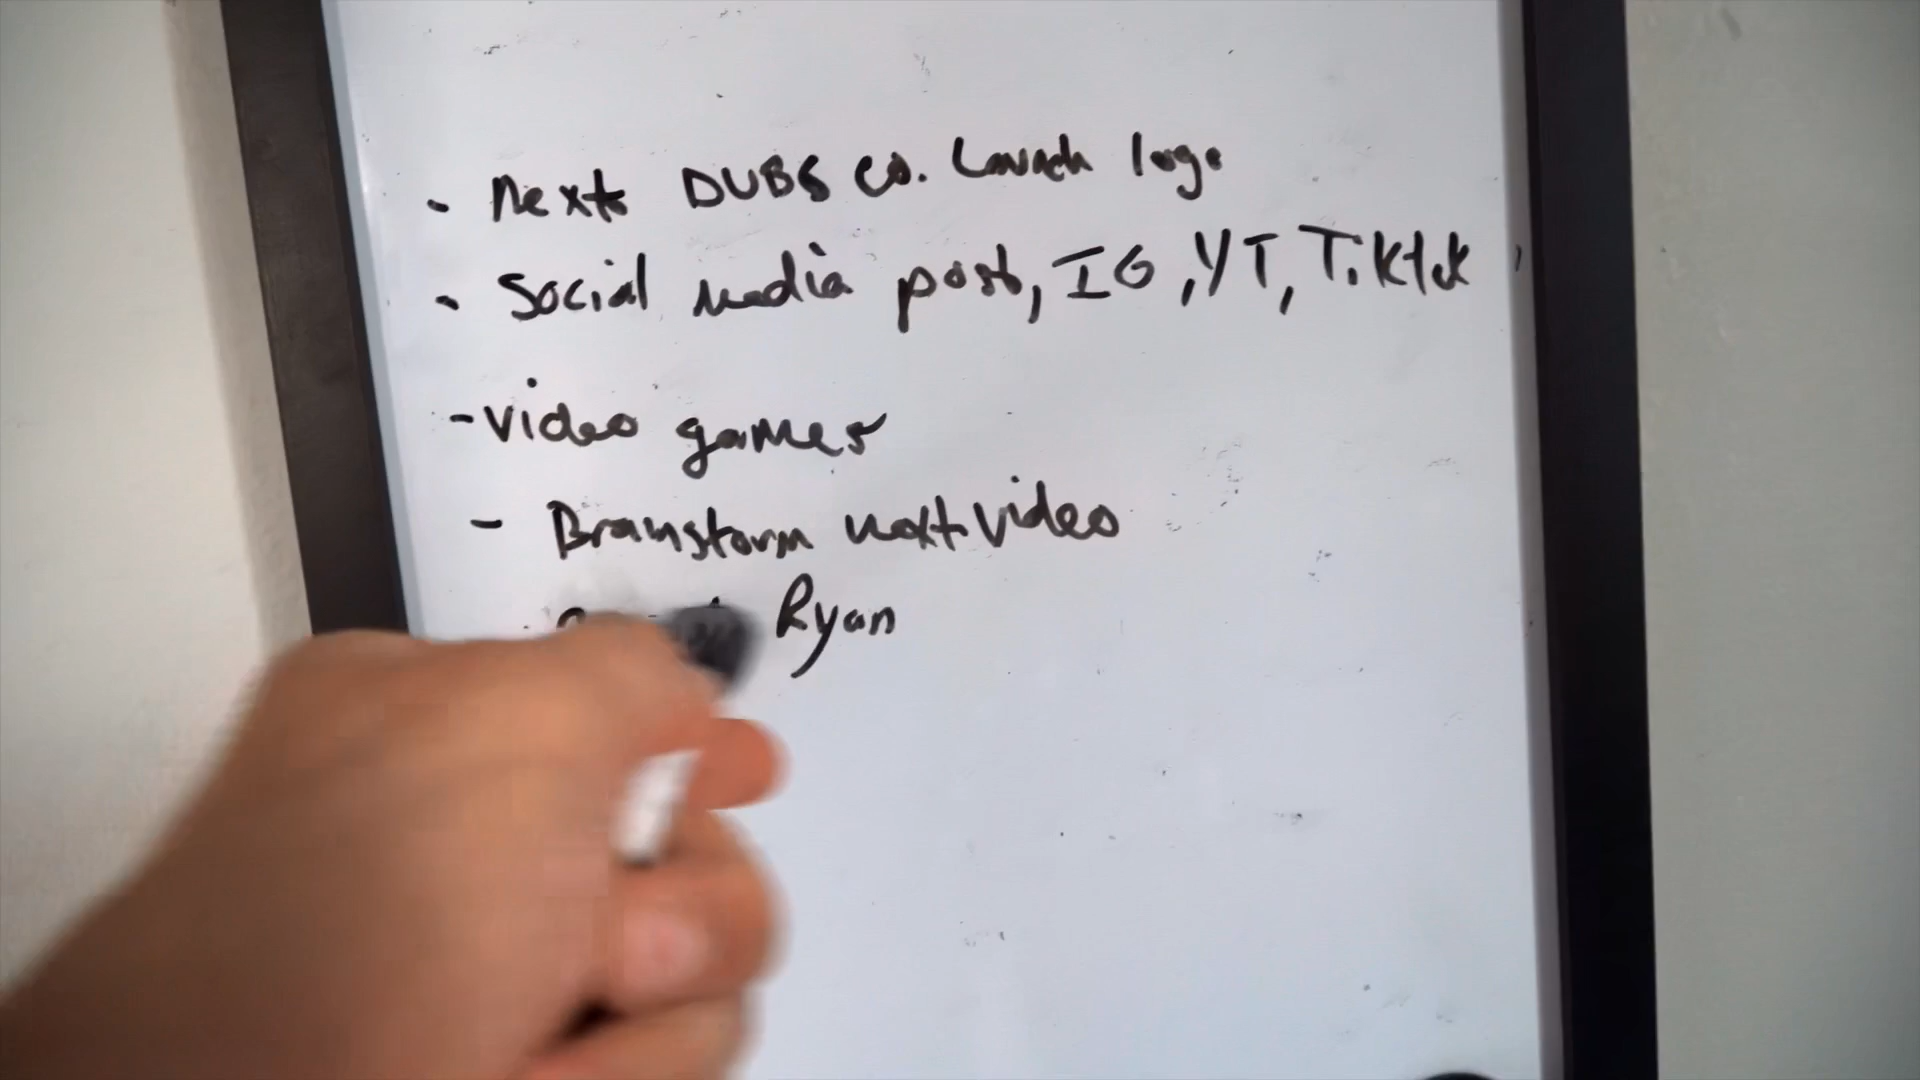 • Next DUBS co. Launch logo
• Social media post, IG, YT, Tiktok
- Video games
- Brainstorm next video
Ryan